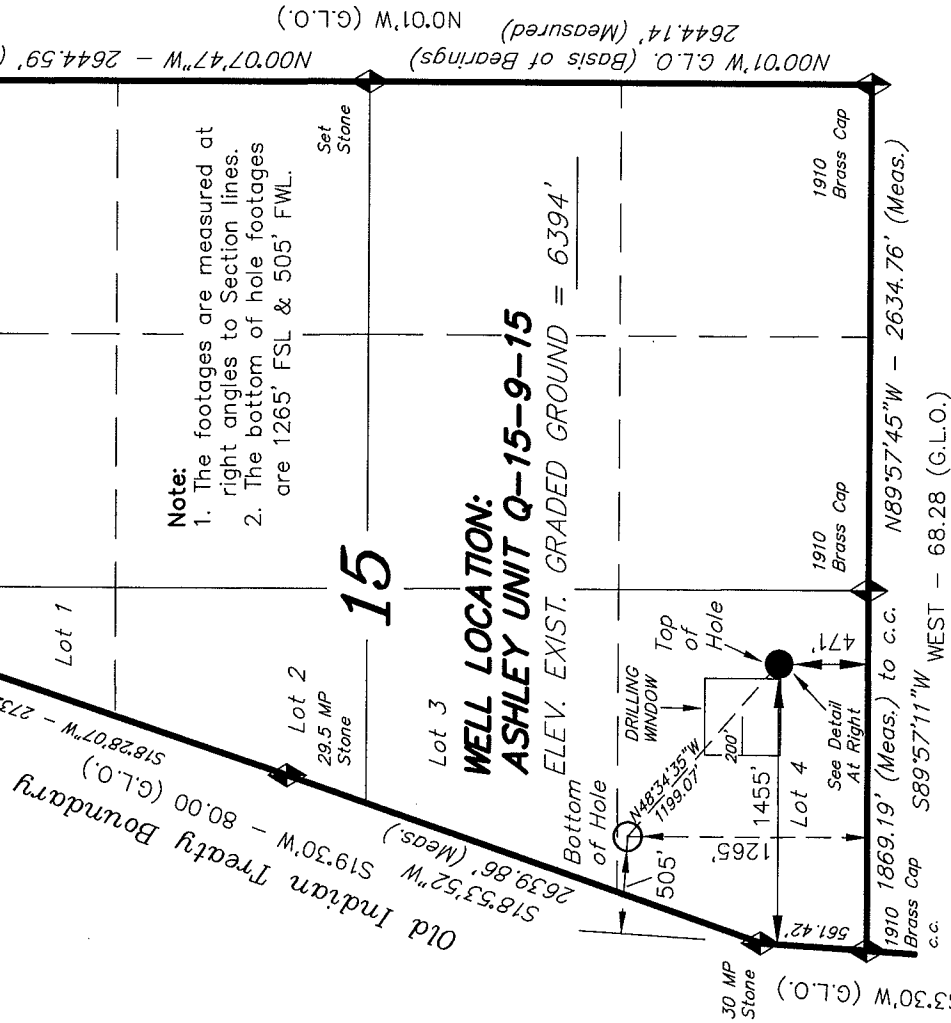 N0°01'W (G.L.O.)
N00°07'47"W – 2644.59' (
N00°01'W G.L.O. (Basis of Bearings)
2644.14' (Measured)
Set
Stone
Note:
1. The footages are measured at
right angles to Section lines.
2. The bottom of hole footages
are 1265' FSL & 505' FWL.
1910
Brass Cap
Lot 1
15
Lot 2
29.5 MP
Stone
Lot 3
S18°28'07"W – 273
S19°30'W – 80.00 (G.L.O.)
Old Indian Treaty Boundary
S18°53'52"W
2639.86' (Meas.)
WELL LOCATION:
ASHLEY UNIT Q–15–9–15
ELEV. EXIST. GRADED GROUND = 6394'
Bottom
of Hole
DRILLING
WINDOW
Top
of
Hole
200'
N48°34'35"W
1199.07'
505'
1265'
1455'
Lot 4
See Detail
At Right
471'
1910
Brass Cap
30 MP
Stone
561.42'
3°30'W (G.L.O.)
1910
Brass Cap
c.c.
1869.19' (Meas.) to c.c.
S89°57'11"W
N89°57'45"W – 2634.76' (Meas.)
WEST – 68.28 (G.L.O.)